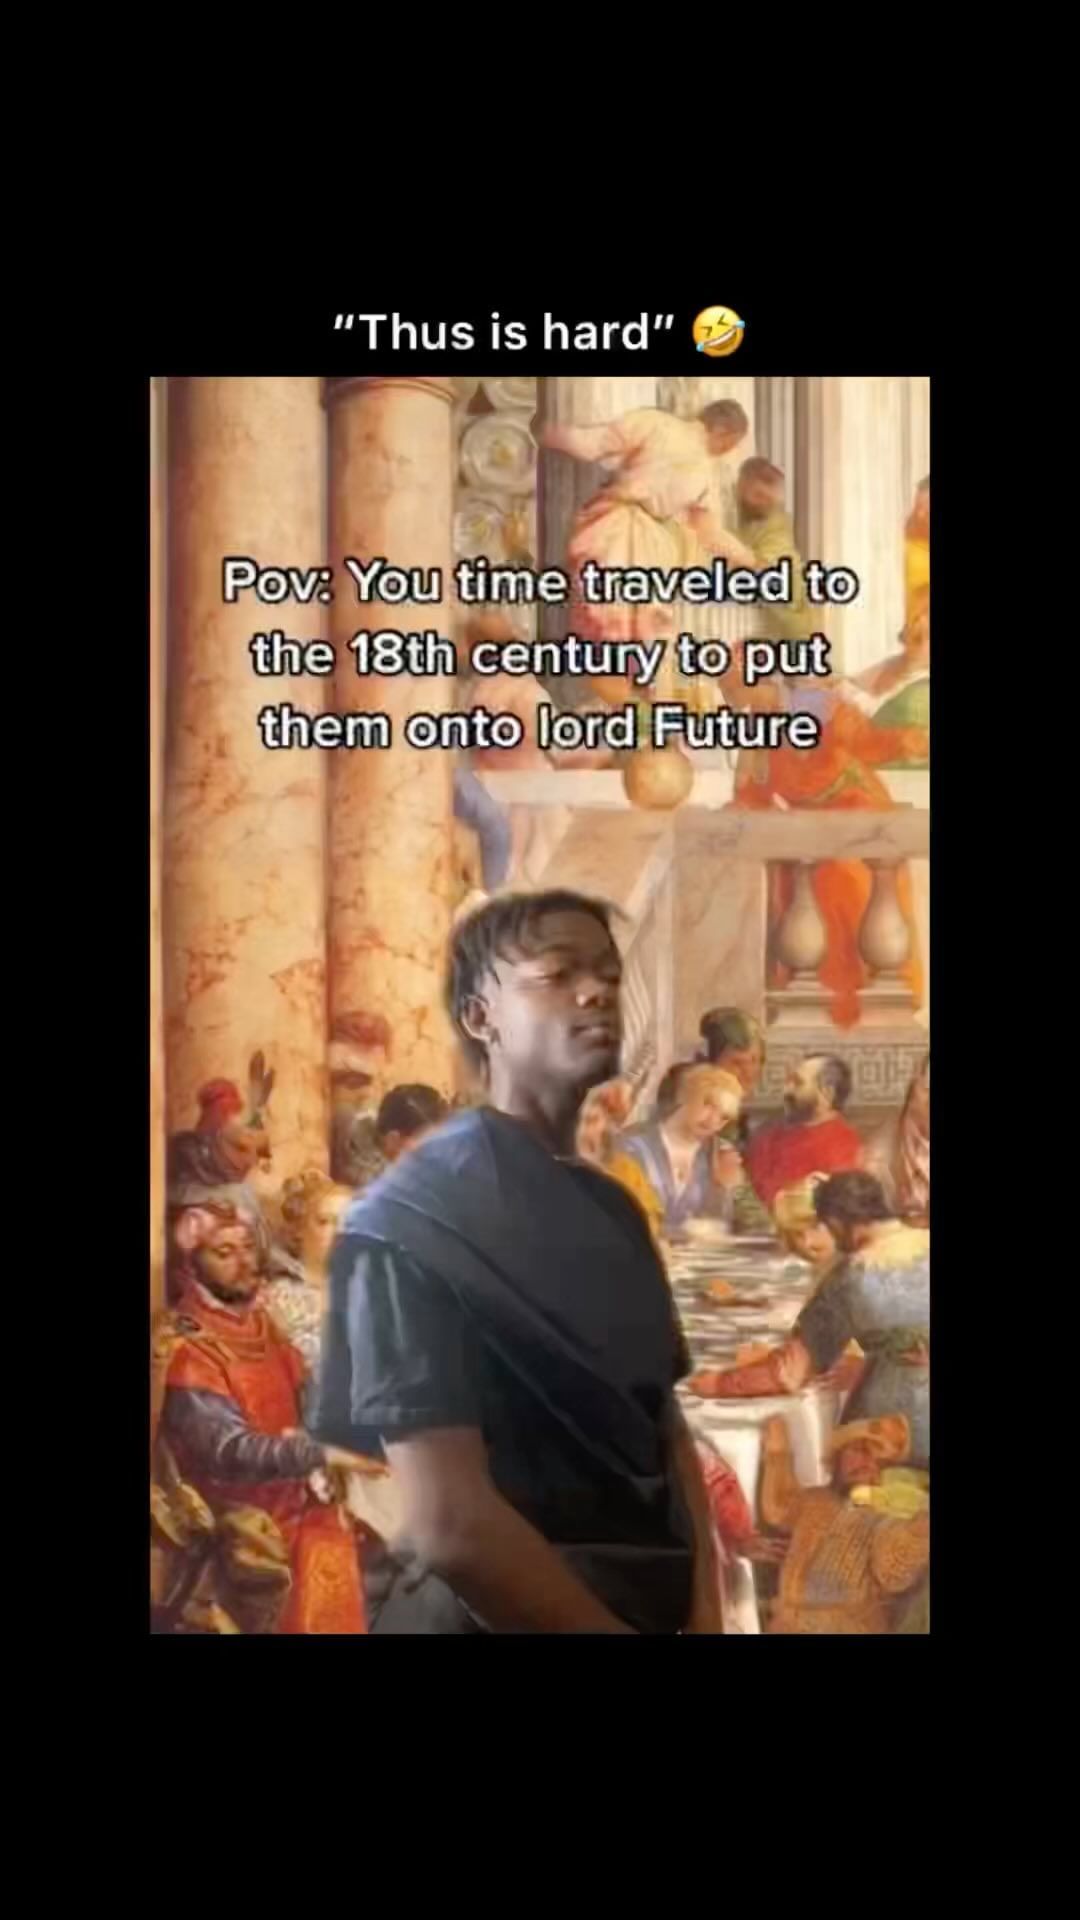 "Thus is hard" 🤣
Pov: You time traveled to
the 18th century to put
them onto lord Future